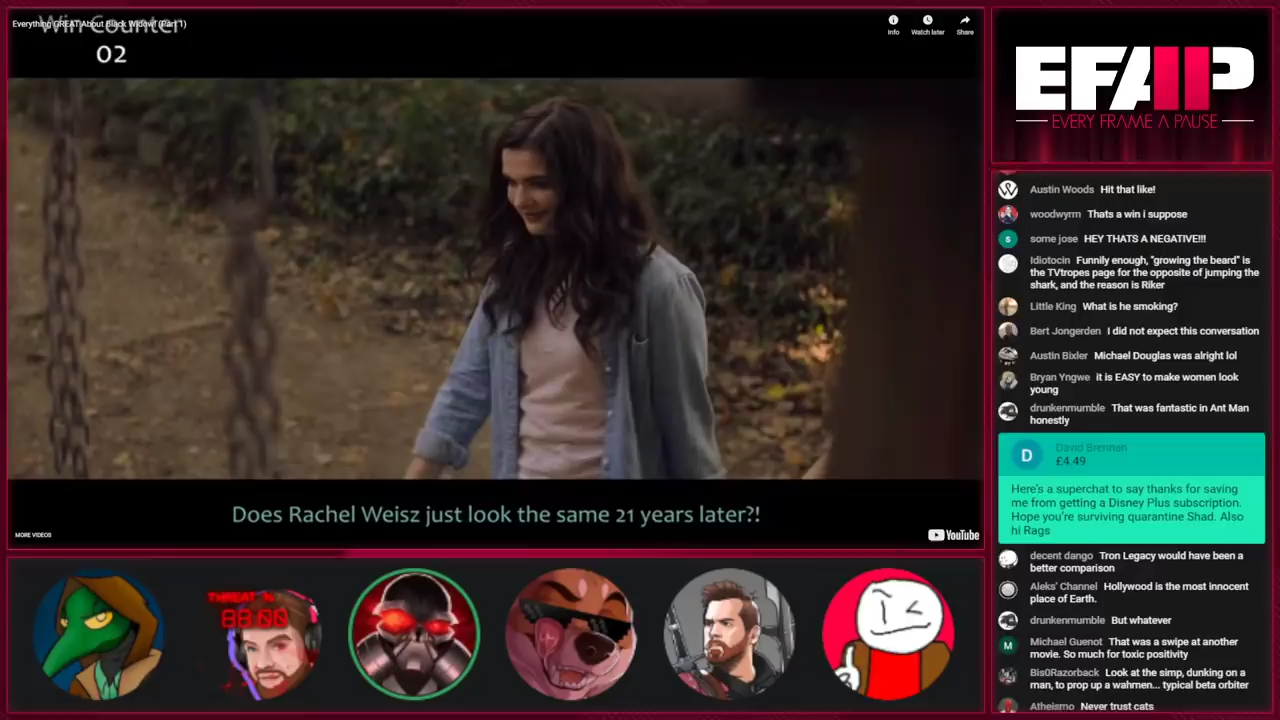 Everything GREAT About Black Widow! (Part 1)
Win Counter
02
Info
Watch later
Share
Does Rachel Weisz just look the same 21 years later?!
MORE VIDEOS
YouTube
THREAT IN
88:00
EFAP
EVERY FRAME A PAUSE
Austin Woods Hit that like!
woodwyrm Thats a win i suppose
S
some jose HEY THATS A NEGATIVE!!!
Idiotocin Funnily enough, "growing the beard" is
the TVtropes page for the opposite of jumping the
shark, and the reason is Riker
Little King What is he smoking?
Bert Jongerden I did not expect this conversation
Austin Bixler Michael Douglas was alright lol
Bryan Yngwe it is EASY to make women look
young
drunkenmumble That was fantastic in Ant Man
honestly
D
David Brennan
£4.49
Here's a superchat to say thanks for saving
me from getting a Disney Plus subscription.
Hope you're surviving quarantine Shad. Also
hi Rags
decent dango Tron Legacy would have been a
better comparison
Aleks' Channel Hollywood is the most innocent
place of Earth.
drunkenmumble But whatever
M
Michael Guenot That was a swipe at another
movie. So much for toxic positivity
Bis0Razorback Look at the simp, dunking on a
man, to prop up a wahmen... typical beta orbiter
Atheismo Never trust cats